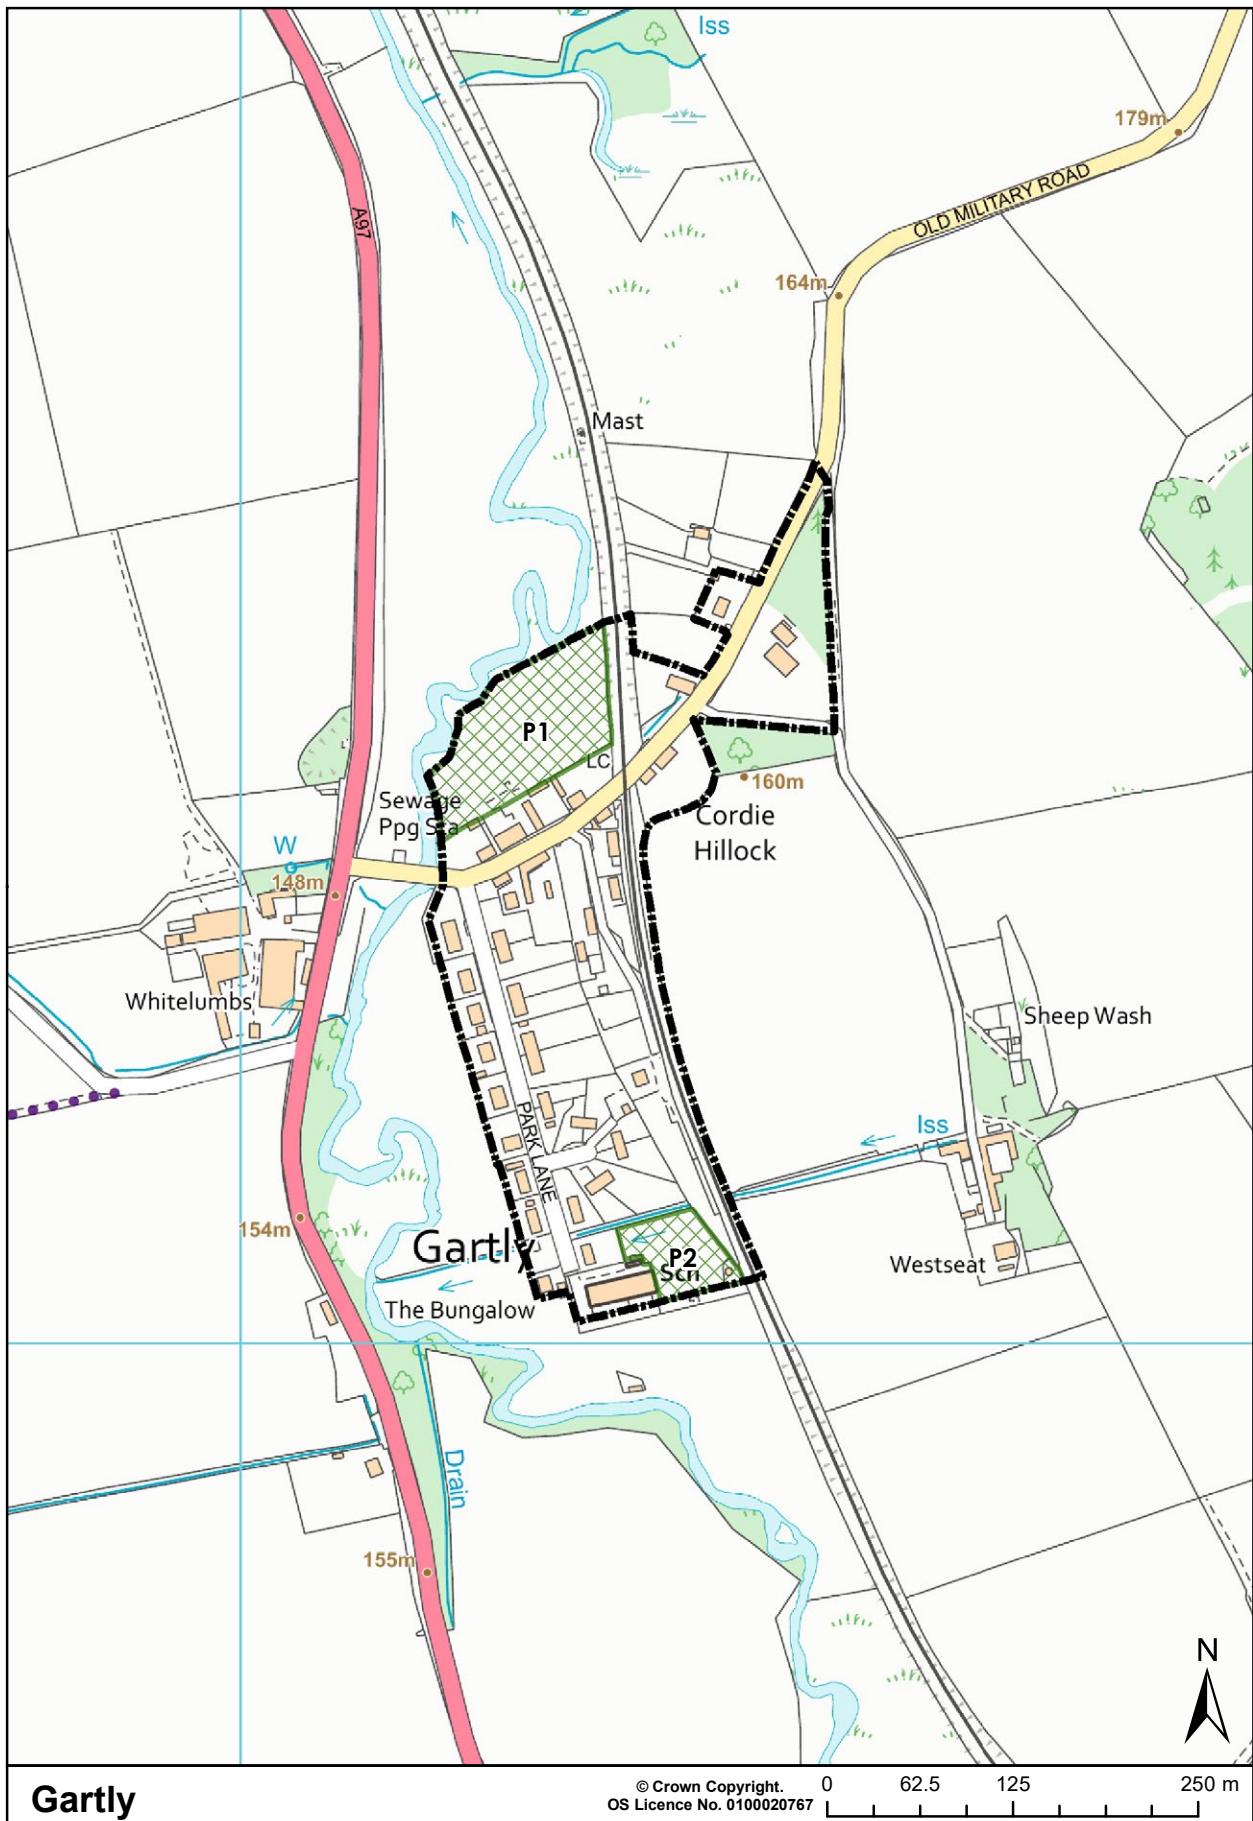 Iss
179m
OLD MILITARY ROAD
A97
164m
Mast
P1
LC
160m
Sewage
Ppg Sta
Cordie
Hillock
W
148m
Whitelumbs
Sheep Wash
PARK LANE
Iss
154m
Gartly
P2
Sch
Westseat
The Bungalow
Drain
155m
N
Gartly
© Crown Copyright.
OS Licence No. 0100020767
0 62.5 125 250 m